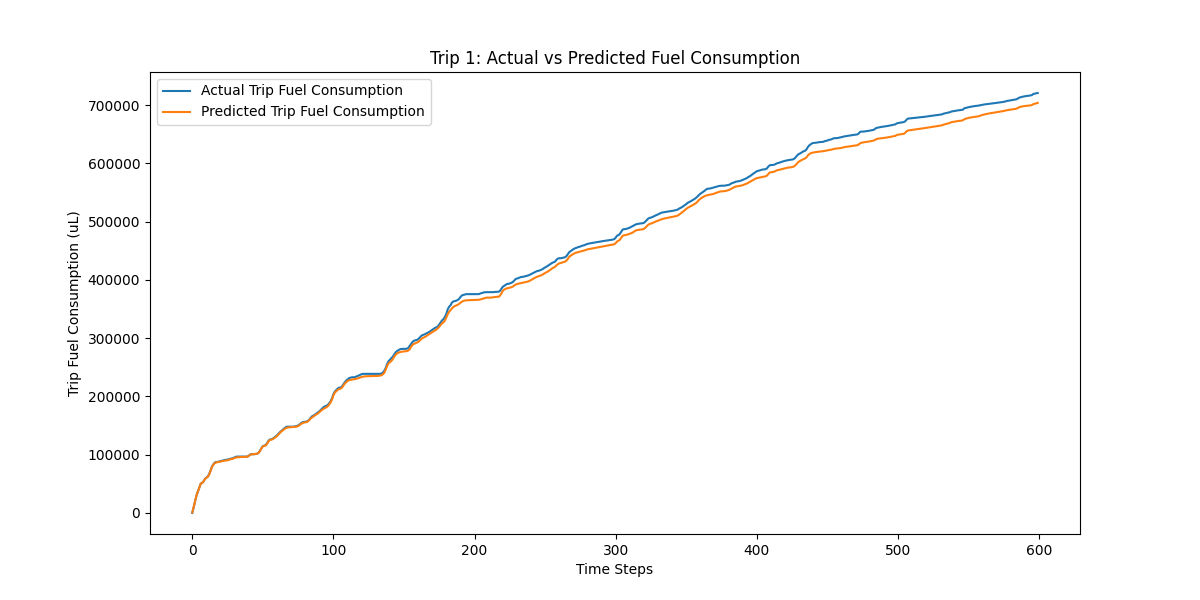 Trip 1: Actual vs Predicted Fuel Consumption
Actual Trip Fuel Consumption
Predicted Trip Fuel Consumption
Trip Fuel Consumption (uL)
700000
600000
500000
400000
300000
200000
100000
0
0 100 200 300 400 500 600
Time Steps